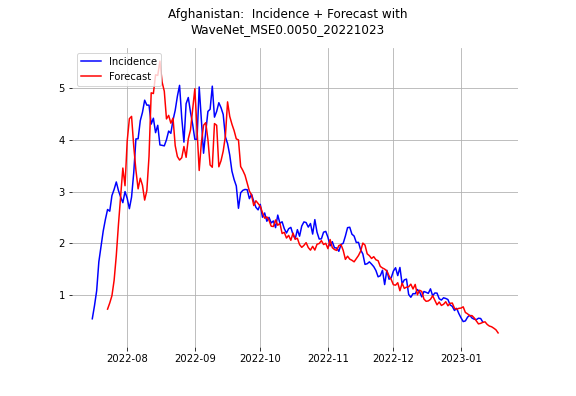 Afghanistan:  Incidence + Forecast with
WaveNet_MSE0.0050_20221023
Incidence
Forecast
5
4
3
2
1
2022-08 2022-09 2022-10 2022-11 2022-12 2023-01